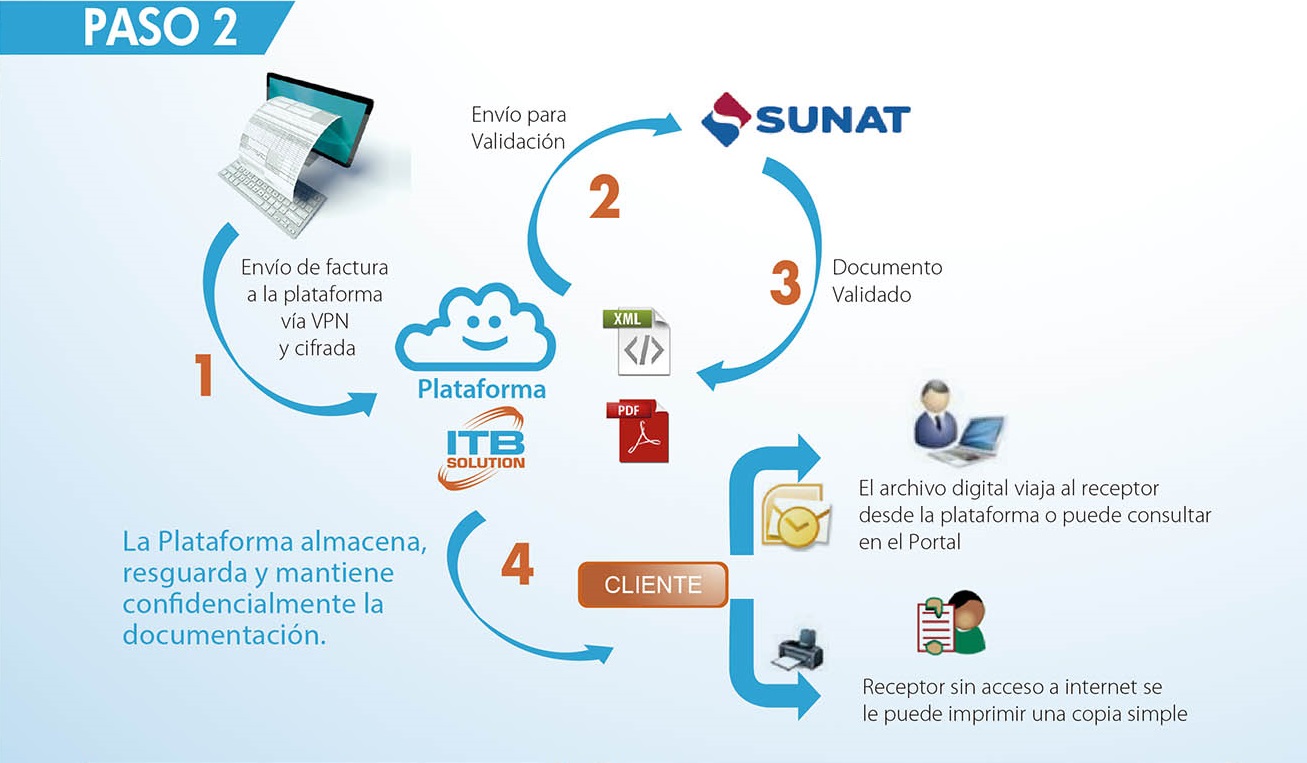 PASO 2
Envío para
Validación
SUNAT
2
Envío de factura
a la plataforma
vía VPN
y cifrada
1
3
Documento
Validado
XML
</>
Plataforma
PDF
ITB
SOLUTION
El archivo digital viaja al receptor
desde la plataforma o puede consultar
en el Portal
La Plataforma almacena,
resguarda y mantiene
confidencialmente la
documentación.
4
CLIENTE
Receptor sin acceso a internet se
le puede imprimir una copia simple